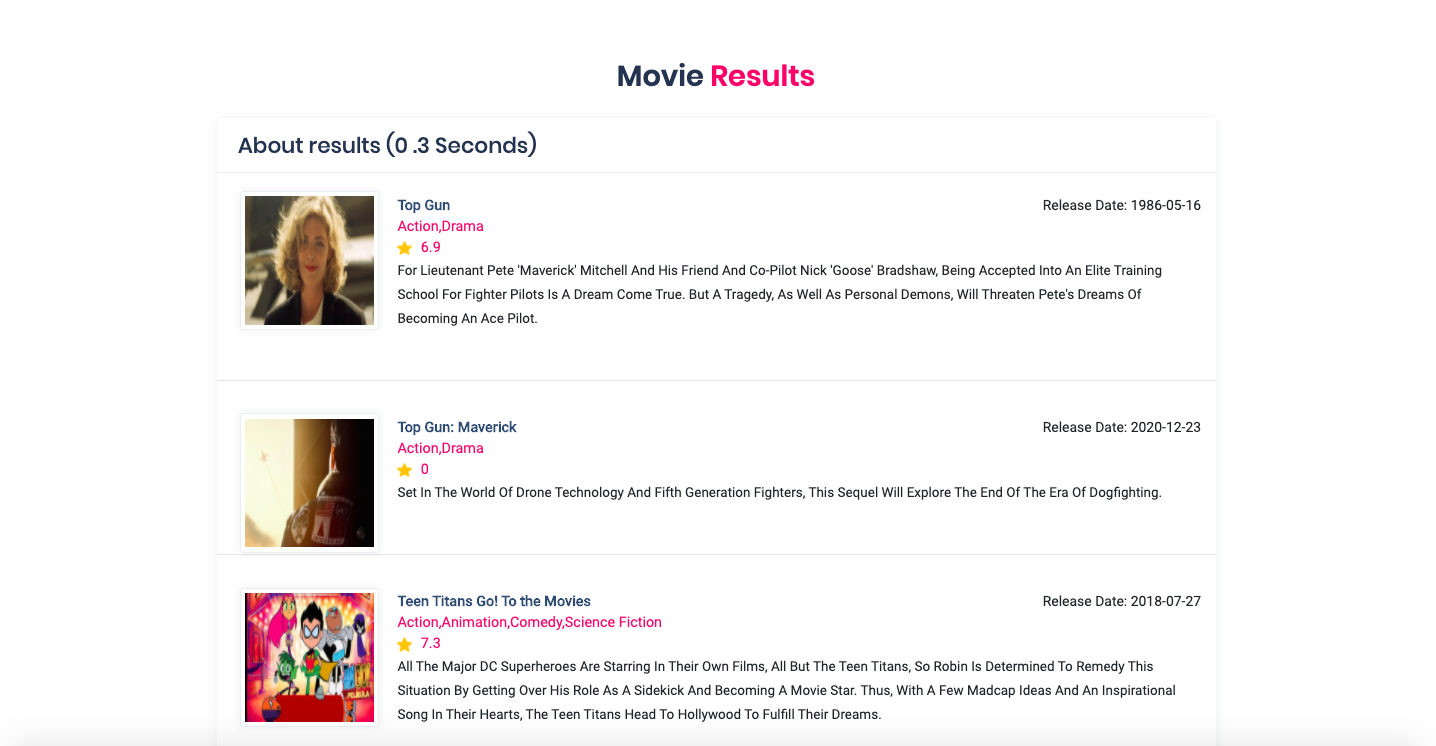 Movie Results
About results (0 .3 Seconds)
Top Gun
Release Date: 1986-05-16
Action,Drama
6.9
For Lieutenant Pete 'Maverick' Mitchell And His Friend And Co-Pilot Nick 'Goose' Bradshaw, Being Accepted Into An Elite Training
School For Fighter Pilots Is A Dream Come True. But A Tragedy, As Well As Personal Demons, Will Threaten Pete's Dreams Of
Becoming An Ace Pilot.
Top Gun: Maverick
Release Date: 2020-12-23
Action,Drama
0
Set In The World Of Drone Technology And Fifth Generation Fighters, This Sequel Will Explore The End Of The Era Of Dogfighting.
Teen Titans Go! To the Movies
Release Date: 2018-07-27
Action,Animation,Comedy,Science Fiction
7.3
All The Major DC Superheroes Are Starring In Their Own Films, All But The Teen Titans, So Robin Is Determined To Remedy This
Situation By Getting Over His Role As A Sidekick And Becoming A Movie Star. Thus, With A Few Madcap Ideas And An Inspirational
Song In Their Hearts, The Teen Titans Head To Hollywood To Fulfill Their Dreams.